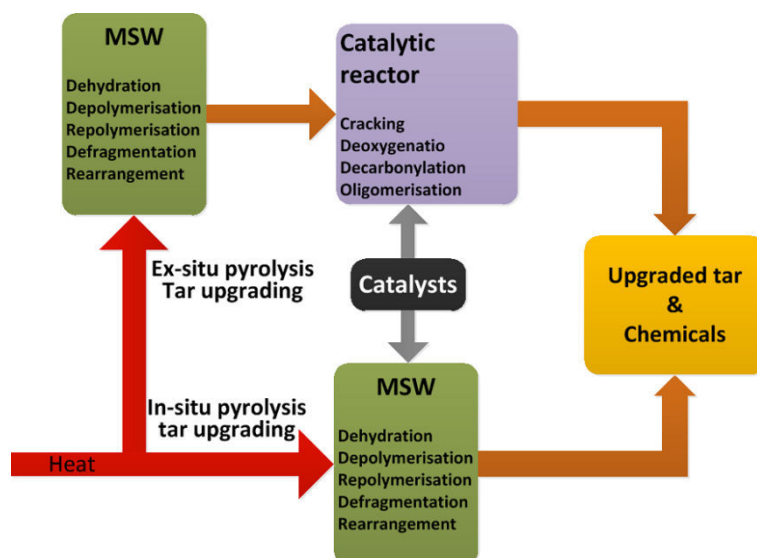 MSW
Dehydration
Depolymerisation
Repolymerisation
Defragmentation
Rearrangement
Catalytic
reactor
Cracking
Deoxygenatio
Decarbonylation
Oligomerisation
Ex-situ pyrolysis
Tar upgrading
Catalysts
Upgraded tar
&
Chemicals
In-situ pyrolysis
tar upgrading
Heat
MSW
Dehydration
Depolymerisation
Repolymerisation
Defragmentation
Rearrangement